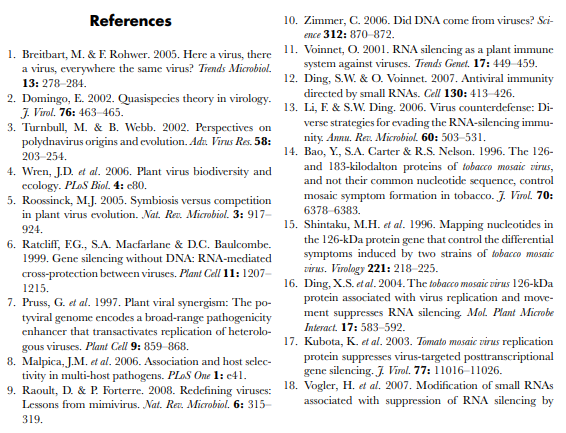 References
1. Breitbart, M. & F. Rohwer. 2005. Here a virus, there
a virus, everywhere the same virus? Trends Microbiol.
13: 278–284.
2. Domingo, E. 2002. Quasispecies theory in virology.
J. Virol. 76: 463–465.
3. Turnbull, M. & B. Webb. 2002. Perspectives on
polydnavirus origins and evolution. Adv. Virus Res. 58:
203–254.
4. Wren, J.D. et al. 2006. Plant virus biodiversity and
ecology. PLoS Biol. 4: e80.
5. Roossinck, M.J. 2005. Symbiosis versus competition
in plant virus evolution. Nat. Rev. Microbiol. 3: 917–
924.
6. Ratcliff, F.G., S.A. Macfarlane & D.C. Baulcombe.
1999. Gene silencing without DNA: RNA-mediated
cross-protection between viruses. Plant Cell 11: 1207–
1215.
7. Pruss, G. et al. 1997. Plant viral synergism: The po-
tyviral genome encodes a broad-range pathogenicity
enhancer that transactivates replication of heterolo-
gous viruses. Plant Cell 9: 859–868.
8. Malpica, J.M. et al. 2006. Association and host selec-
tivity in multi-host pathogens. PLoS One 1: e41.
9. Raoult, D. & P. Forterre. 2008. Redefining viruses:
Lessons from mimivirus. Nat. Rev. Microbiol. 6: 315–
319.
10. Zimmer, C. 2006. Did DNA come from viruses? Sci-
ence 312: 870–872.
11. Voinnet, O. 2001. RNA silencing as a plant immune
system against viruses. Trends Genet. 17: 449–459.
12. Ding, S.W. & O. Voinnet. 2007. Antiviral immunity
directed by small RNAs. Cell 130: 413–426.
13. Li, F. & S.W. Ding. 2006. Virus counterdefense: Di-
verse strategies for evading the RNA-silencing immu-
nity. Annu. Rev. Microbiol. 60: 503–531.
14. Bao, Y., S.A. Carter & R.S. Nelson. 1996. The 126-
and 183-kilodalton proteins of tobacco mosaic virus,
and not their common nucleotide sequence, control
mosaic symptom formation in tobacco. J. Virol. 70:
6378–6383.
15. Shintaku, M.H. et al. 1996. Mapping nucleotides in
the 126-kDa protein gene that control the differential
symptoms induced by two strains of tobacco mosaic
virus. Virology 221: 218–225.
16. Ding, X.S. et al. 2004. The tobacco mosaic virus 126-kDa
protein associated with virus replication and move-
ment suppresses RNA silencing. Mol. Plant Microbe
Interact. 17: 583–592.
17. Kubota, K. et al. 2003. Tomato mosaic virus replication
protein suppresses virus-targeted posttranscriptional
gene silencing. J. Virol. 77: 11016–11026.
18. Vogler, H. et al. 2007. Modification of small RNAs
associated with suppression of RNA silencing by